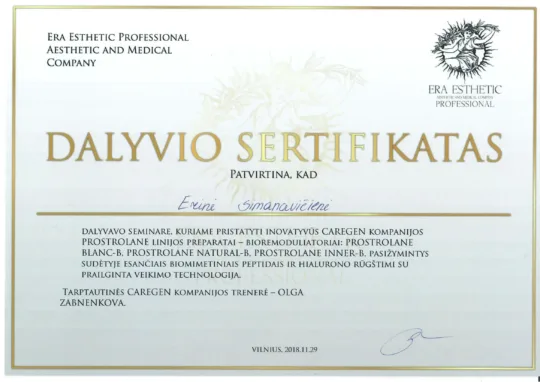 ERA ESTHETIC PROFESSIONAL
AESTHETIC AND MEDICAL
COMPANY
ERA ESTHETIC
PROFESSIONAL
DALYVIO SERTIFIKATAS
PATVIRTINA, KAD
Simanavičienė
DALYVAVO SEMINARE, KURIAME PRISTATYTI INOVATYVŪS CAREGEN KOMPANIJOS
PROSTROLANE LINIJOS PREPARATAI – BIOREMODULIATORIAI: PROSTROLANE
BLANC-B, PROSTROLANE NATURAL-B, PROSTROLANE INNER-B, PASIŽYMINTYS
SUDĖTYJE ESANČIAIS BIOMIMETINIAIS PEPTIDAIS IR HIALURONO RŪGŠTIMI SU
PRAILGINTA VEIKIMO TECHNOLOGIJA.
TARPTAUTINĖS CAREGEN KOMPANIJOS TRENERĖ – OLGA
ZABNENKOVA.
VILNIUS, 2018.11.29